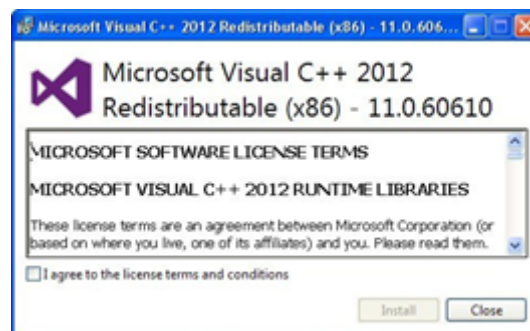 Microsoft Visual C++ 2012 Redistributable (x86) - 11.0.606...
Microsoft Visual C++ 2012
Redistributable (x86) - 11.0.60610
MICROSOFT SOFTWARE LICENSE TERMS
MICROSOFT VISUAL C++ 2012 RUNTIME LIBRARIES
These license terms are an agreement between Microsoft Corporation (or
based on where you live, one of its affiliates) and you. Please read them.
I agree to the license terms and conditions
Install Close